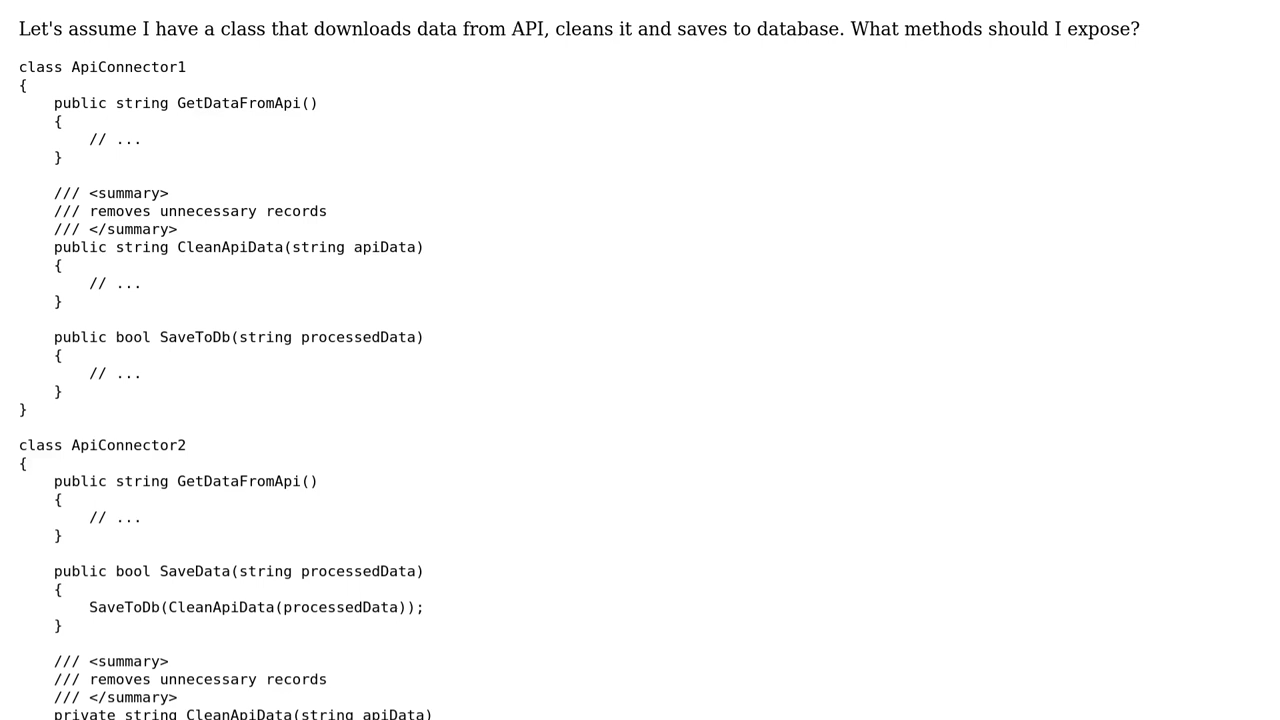 Let's assume I have a class that downloads data from API, cleans it and saves to database. What methods should I expose?
class ApiConnector1
{
    public string GetDataFromApi()
    {
        // ...
    }
    /// <summary>
    /// removes unnecessary records
    /// </summary>
    public string CleanApiData(string apiData)
    {
        // ...
    }
    public bool SaveToDb(string processedData)
    {
        // ...
    }
}
class ApiConnector2
{
    public string GetDataFromApi()
    {
        // ...
    }
    public bool SaveData(string processedData)
    {
        SaveToDb(CleanApiData(processedData));
    }
    /// <summary>
    /// removes unnecessary records
    /// </summary>
    private string CleanApiData(string apiData)